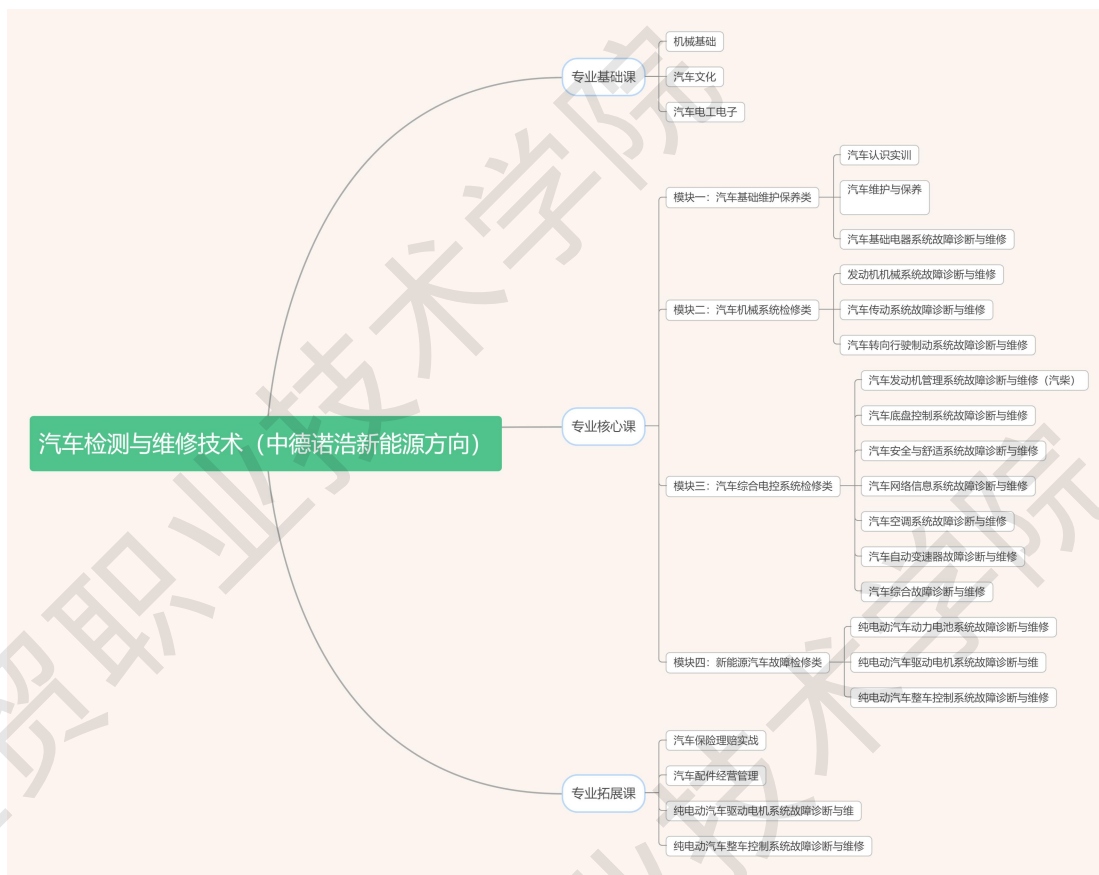 专业基础课
机械基础
汽车文化
汽车电工电子
汽车检测与维修技术（中德诺浩新能源方向）
专业核心课
模块一：汽车基础维护保养类
汽车认识实训
汽车维护与保养
汽车基础电器系统故障诊断与维修
模块二：汽车机械系统检修类
发动机机械系统故障诊断与维修
汽车传动系统故障诊断与维修
汽车转向行驶制动系统故障诊断与维修
模块三：汽车综合电控系统检修类
汽车发动机管理系统故障诊断与维修（汽柴）
汽车底盘控制系统故障诊断与维修
汽车安全与舒适系统故障诊断与维修
汽车网络信息系统故障诊断与维修
汽车空调系统故障诊断与维修
汽车自动变速器故障诊断与维修
汽车综合故障诊断与维修
模块四：新能源汽车故障检修类
纯电动汽车动力电池系统故障诊断与维修
纯电动汽车驱动电机系统故障诊断与维
纯电动汽车整车控制系统故障诊断与维修
专业拓展课
汽车保险理赔实战
汽车配件经营管理
纯电动汽车驱动电机系统故障诊断与维
纯电动汽车整车控制系统故障诊断与维修
贸职业技术学院
业技术学院